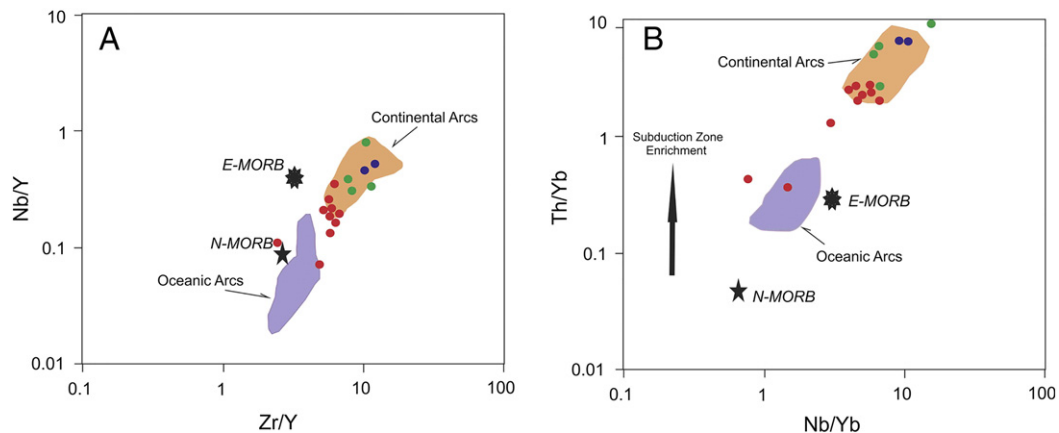 A
Nb/Y
10
1
0.1
0.01
0.1
1
10
100
Zr/Y
Continental Arcs
E-MORB
N-MORB
Oceanic Arcs
B
Th/Yb
10
1
0.1
0.01
0.1
1
10
100
Nb/Yb
Continental Arcs
Subduction Zone
Enrichment
E-MORB
Oceanic Arcs
N-MORB